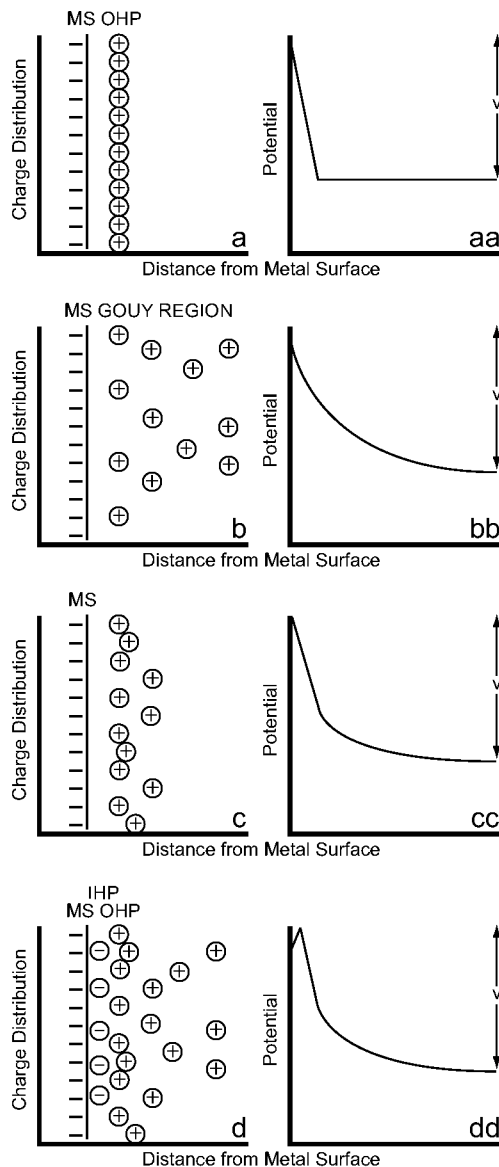 MS OHP
Charge Distribution
a
Potential
v
aa
Distance from Metal Surface
MS GOUY REGION
Charge Distribution
b
Potential
v
bb
Distance from Metal Surface
MS
Charge Distribution
c
Potential
v
cc
Distance from Metal Surface
IHP
MS OHP
Charge Distribution
d
Potential
v
dd
Distance from Metal Surface